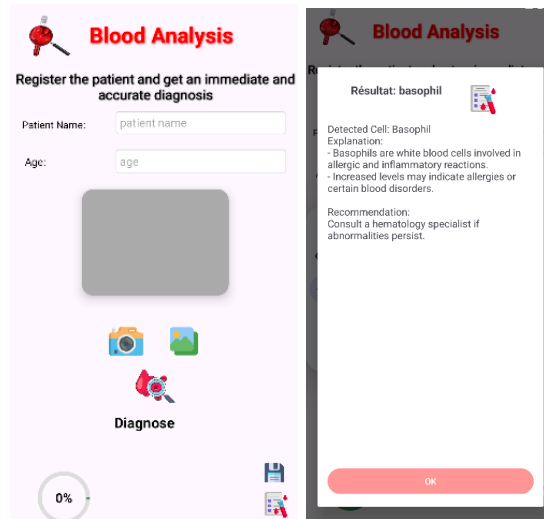 Blood Analysis
Register the patient and get an immediate and
accurate diagnosis
Patient Name:
patient name
Age:
age
Diagnose
0%
Blood Analysis
Résultat: basophil
Detected Cell: Basophil
Explanation:
- Basophils are white blood cells involved in
allergic and inflammatory reactions.
- Increased levels may indicate allergies or
certain blood disorders.
Recommendation:
Consult a hematology specialist if
abnormalities persist.
OK